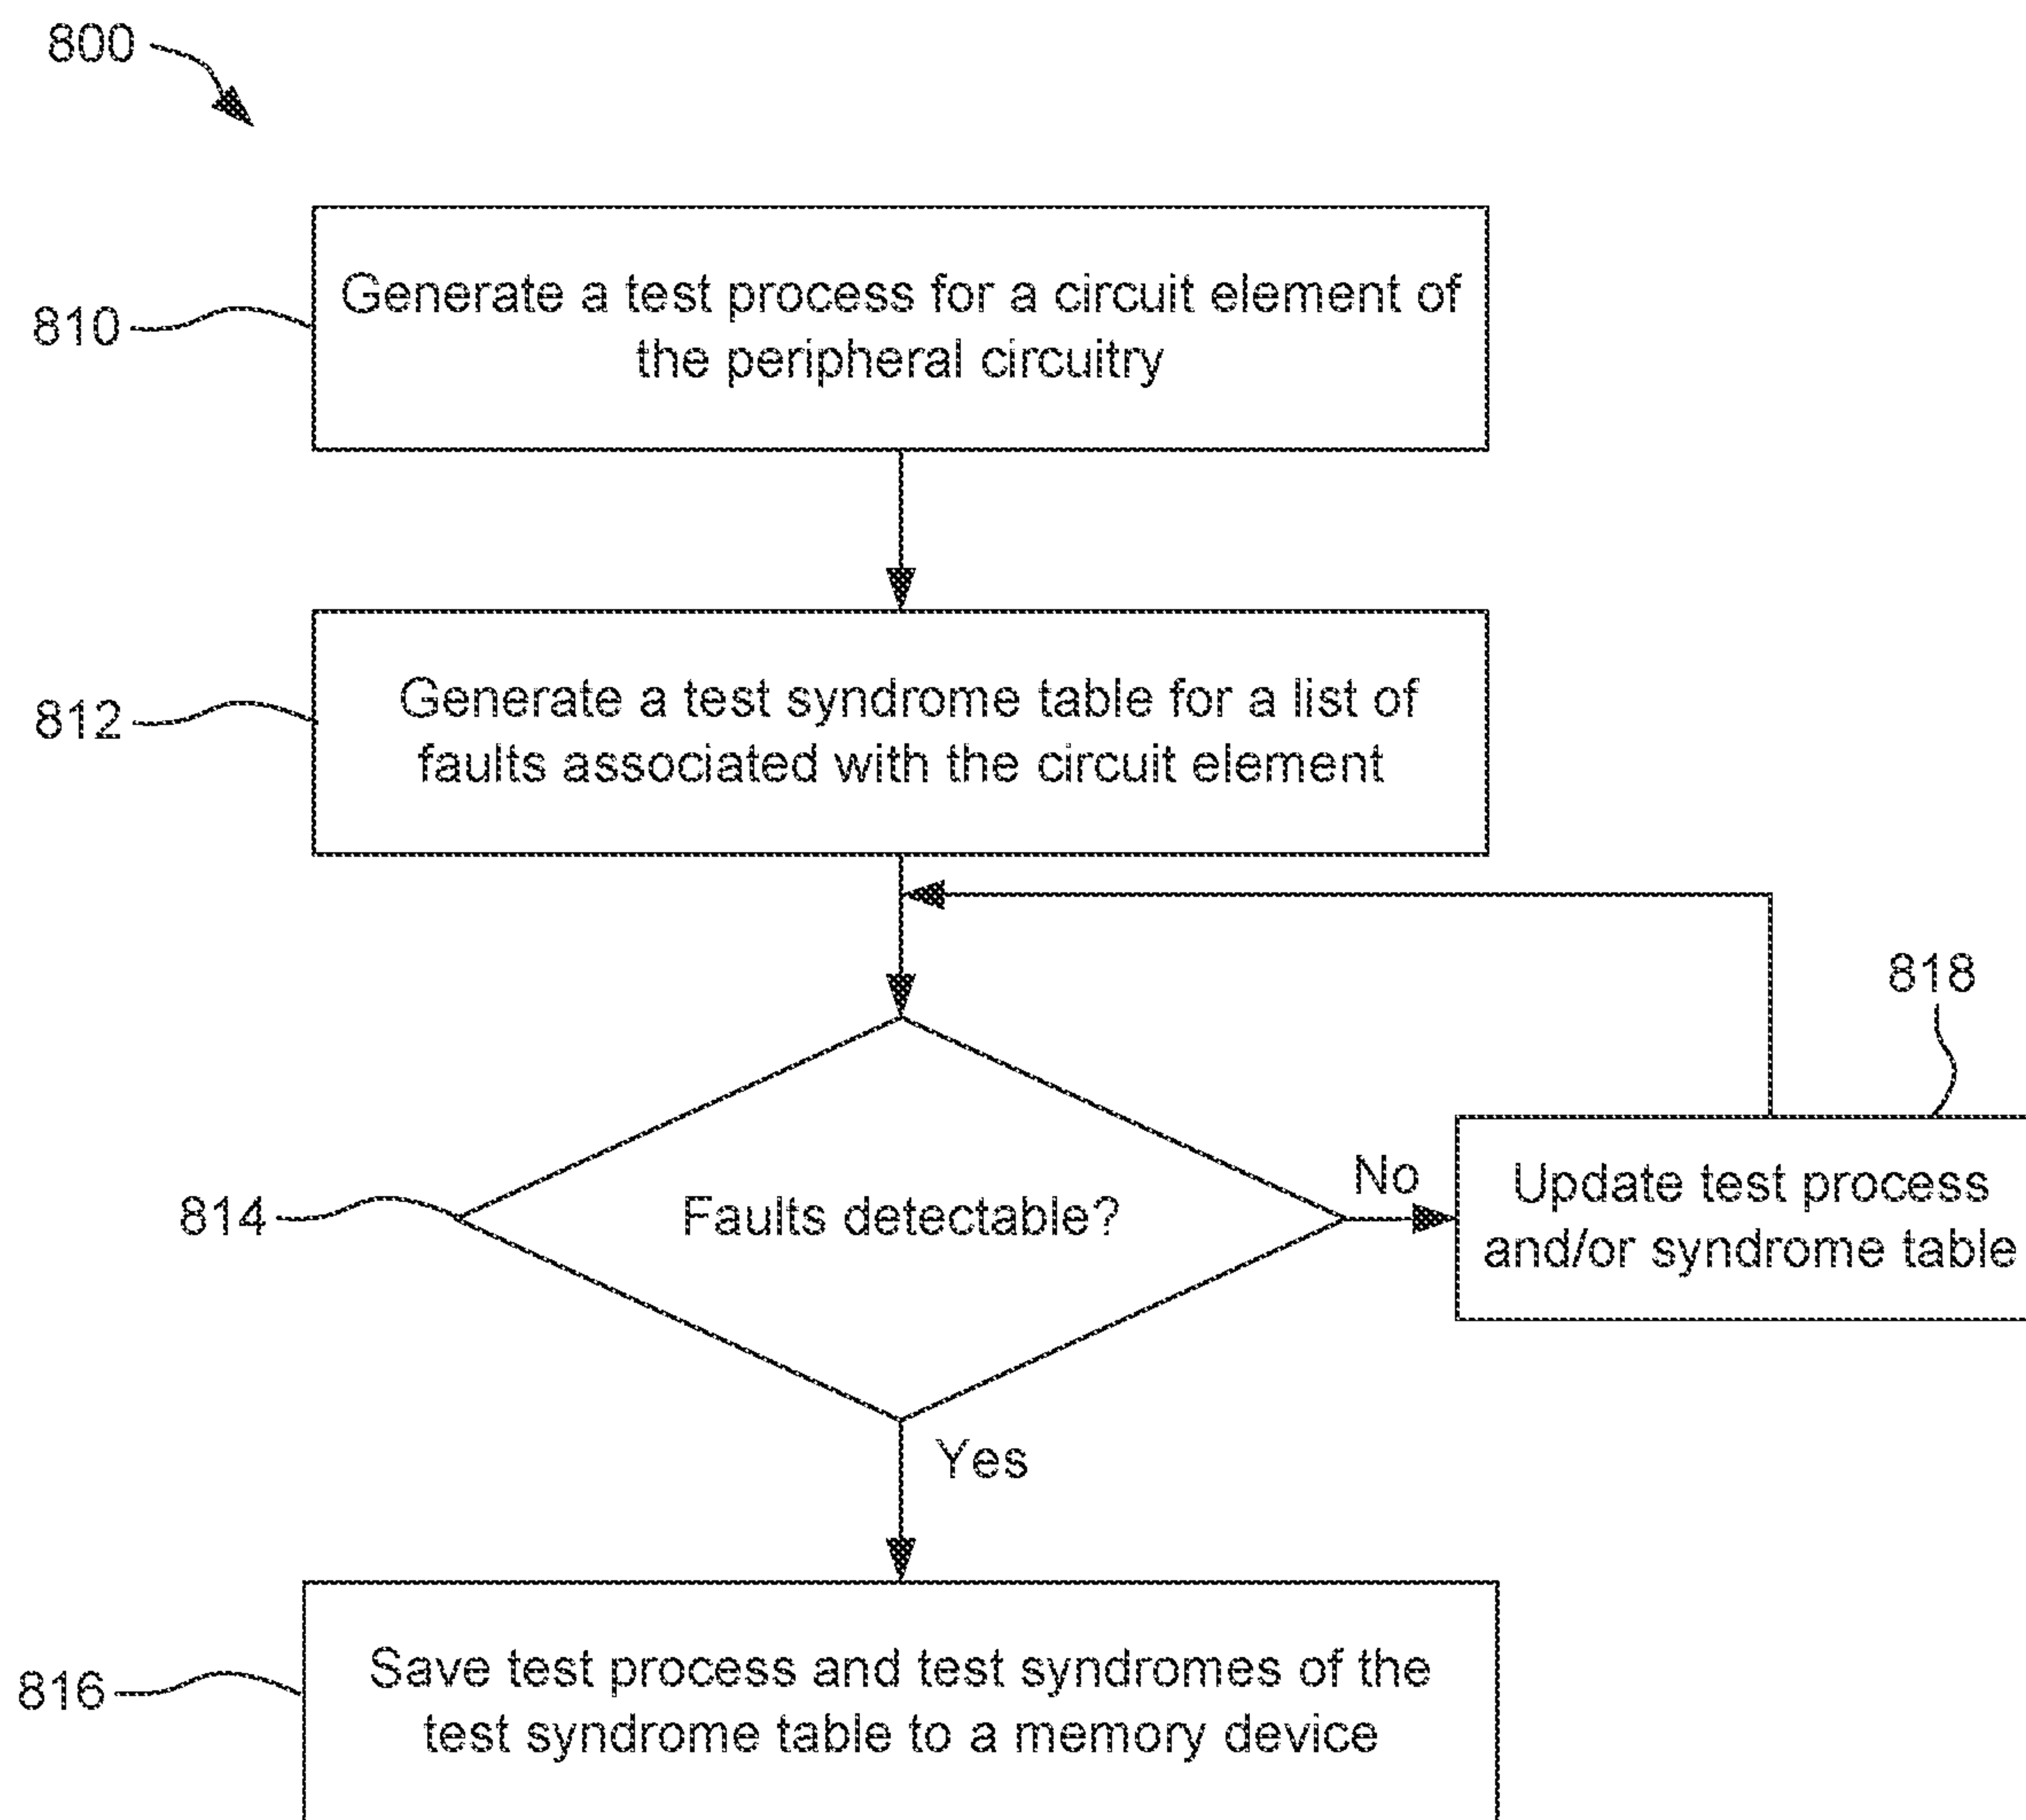 800
810
Generate a test process for a circuit element of
the peripheral circuitry
812
Generate a test syndrome table for a list of
faults associated with the circuit element
818
814
Faults detectable?
No
Update test process
and/or syndrome table
Yes
816
Save test process and test syndromes of the
test syndrome table to a memory device